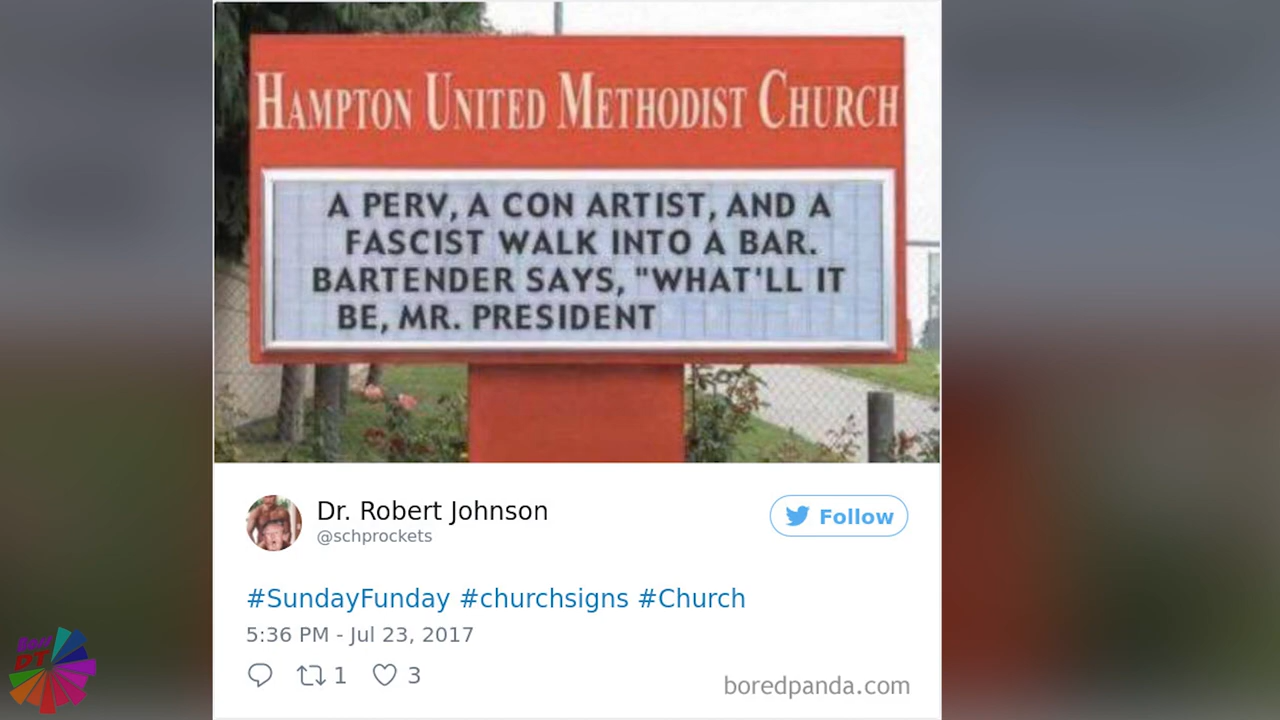 HAMPTON UNITED METHODIST CHURCH
A PERV, A CON ARTIST, AND A
FASCIST WALK INTO A BAR.
BARTENDER SAYS, "WHAT'LL IT
BE, MR. PRESIDENT
Dr. Robert Johnson
@schprockets
Follow
#SundayFunday #churchsigns #Church
5:36 PM - Jul 23, 2017
1 3
boredpanda.com
Best
DT